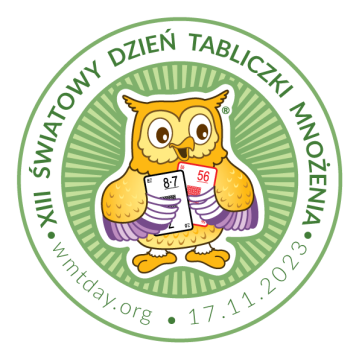 XIII ŚWIATOWY DZIEŃ TABLICZKI MNOŻENIA
®
8·7
56
wmtday.org • 17.11.2023